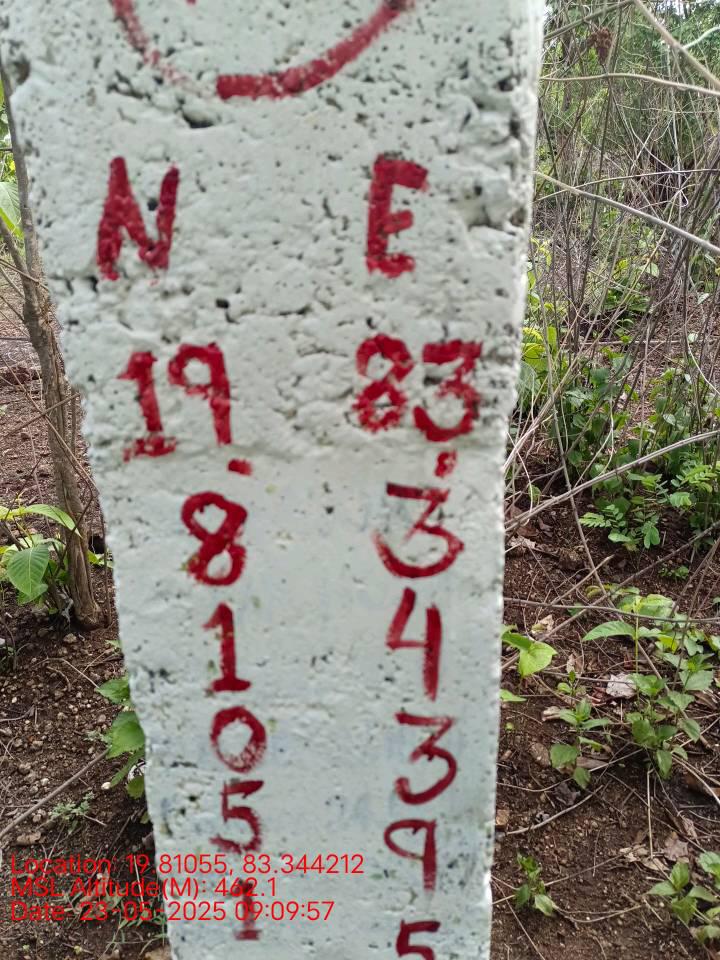 N E
19. 83.
8 3
1 4
0 3
5 9
1 5
Location: 19.81055, 83.344212
MSL Altitude(M): 462.1
Date: 23-05-2025 09:09:57